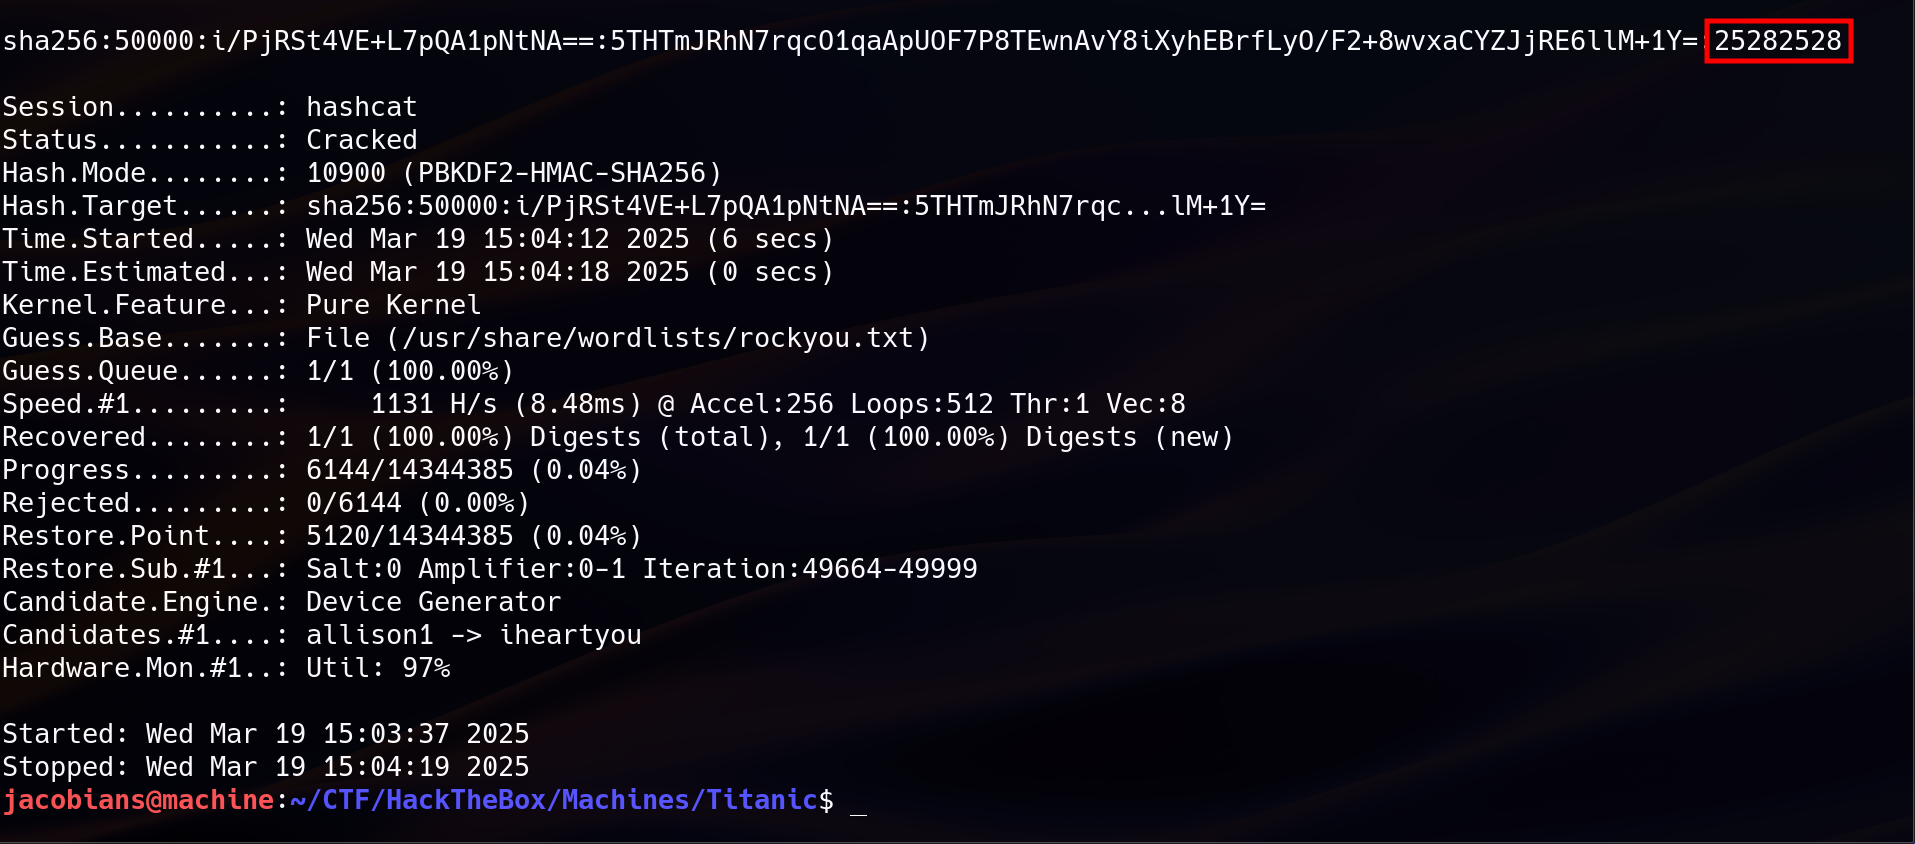 sha256:50000:i/PjRSt4VE+L7pQA1pNtNA==:5THTmJRhN7rqcO1qaApUOF7P8TEwnAvY8iXyhEBrfLyO/F2+8wvxaCYZJjRE6llM+1Y=:25282528
Session..........: hashcat
Status...........: Cracked
Hash.Mode........: 10900 (PBKDF2-HMAC-SHA256)
Hash.Target......: sha256:50000:i/PjRSt4VE+L7pQA1pNtNA==:5THTmJRhN7rqc...lM+1Y=
Time.Started.....: Wed Mar 19 15:04:12 2025 (6 secs)
Time.Estimated...: Wed Mar 19 15:04:18 2025 (0 secs)
Kernel.Feature...: Pure Kernel
Guess.Base.......: File (/usr/share/wordlists/rockyou.txt)
Guess.Queue......: 1/1 (100.00%)
Speed.#1.........:     1131 H/s (8.48ms) @ Accel:256 Loops:512 Thr:1 Vec:8
Recovered........: 1/1 (100.00%) Digests (total), 1/1 (100.00%) Digests (new)
Progress.........: 6144/14344385 (0.04%)
Rejected.........: 0/6144 (0.00%)
Restore.Point....: 5120/14344385 (0.04%)
Restore.Sub.#1...: Salt:0 Amplifier:0-1 Iteration:49664-49999
Candidate.Engine.: Device Generator
Candidates.#1....: allison1 -> iheartyou
Hardware.Mon.#1..: Util: 97%
Started: Wed Mar 19 15:03:37 2025
Stopped: Wed Mar 19 15:04:19 2025
jacobians@machine:~/CTF/HackTheBox/Machines/Titanic$ _